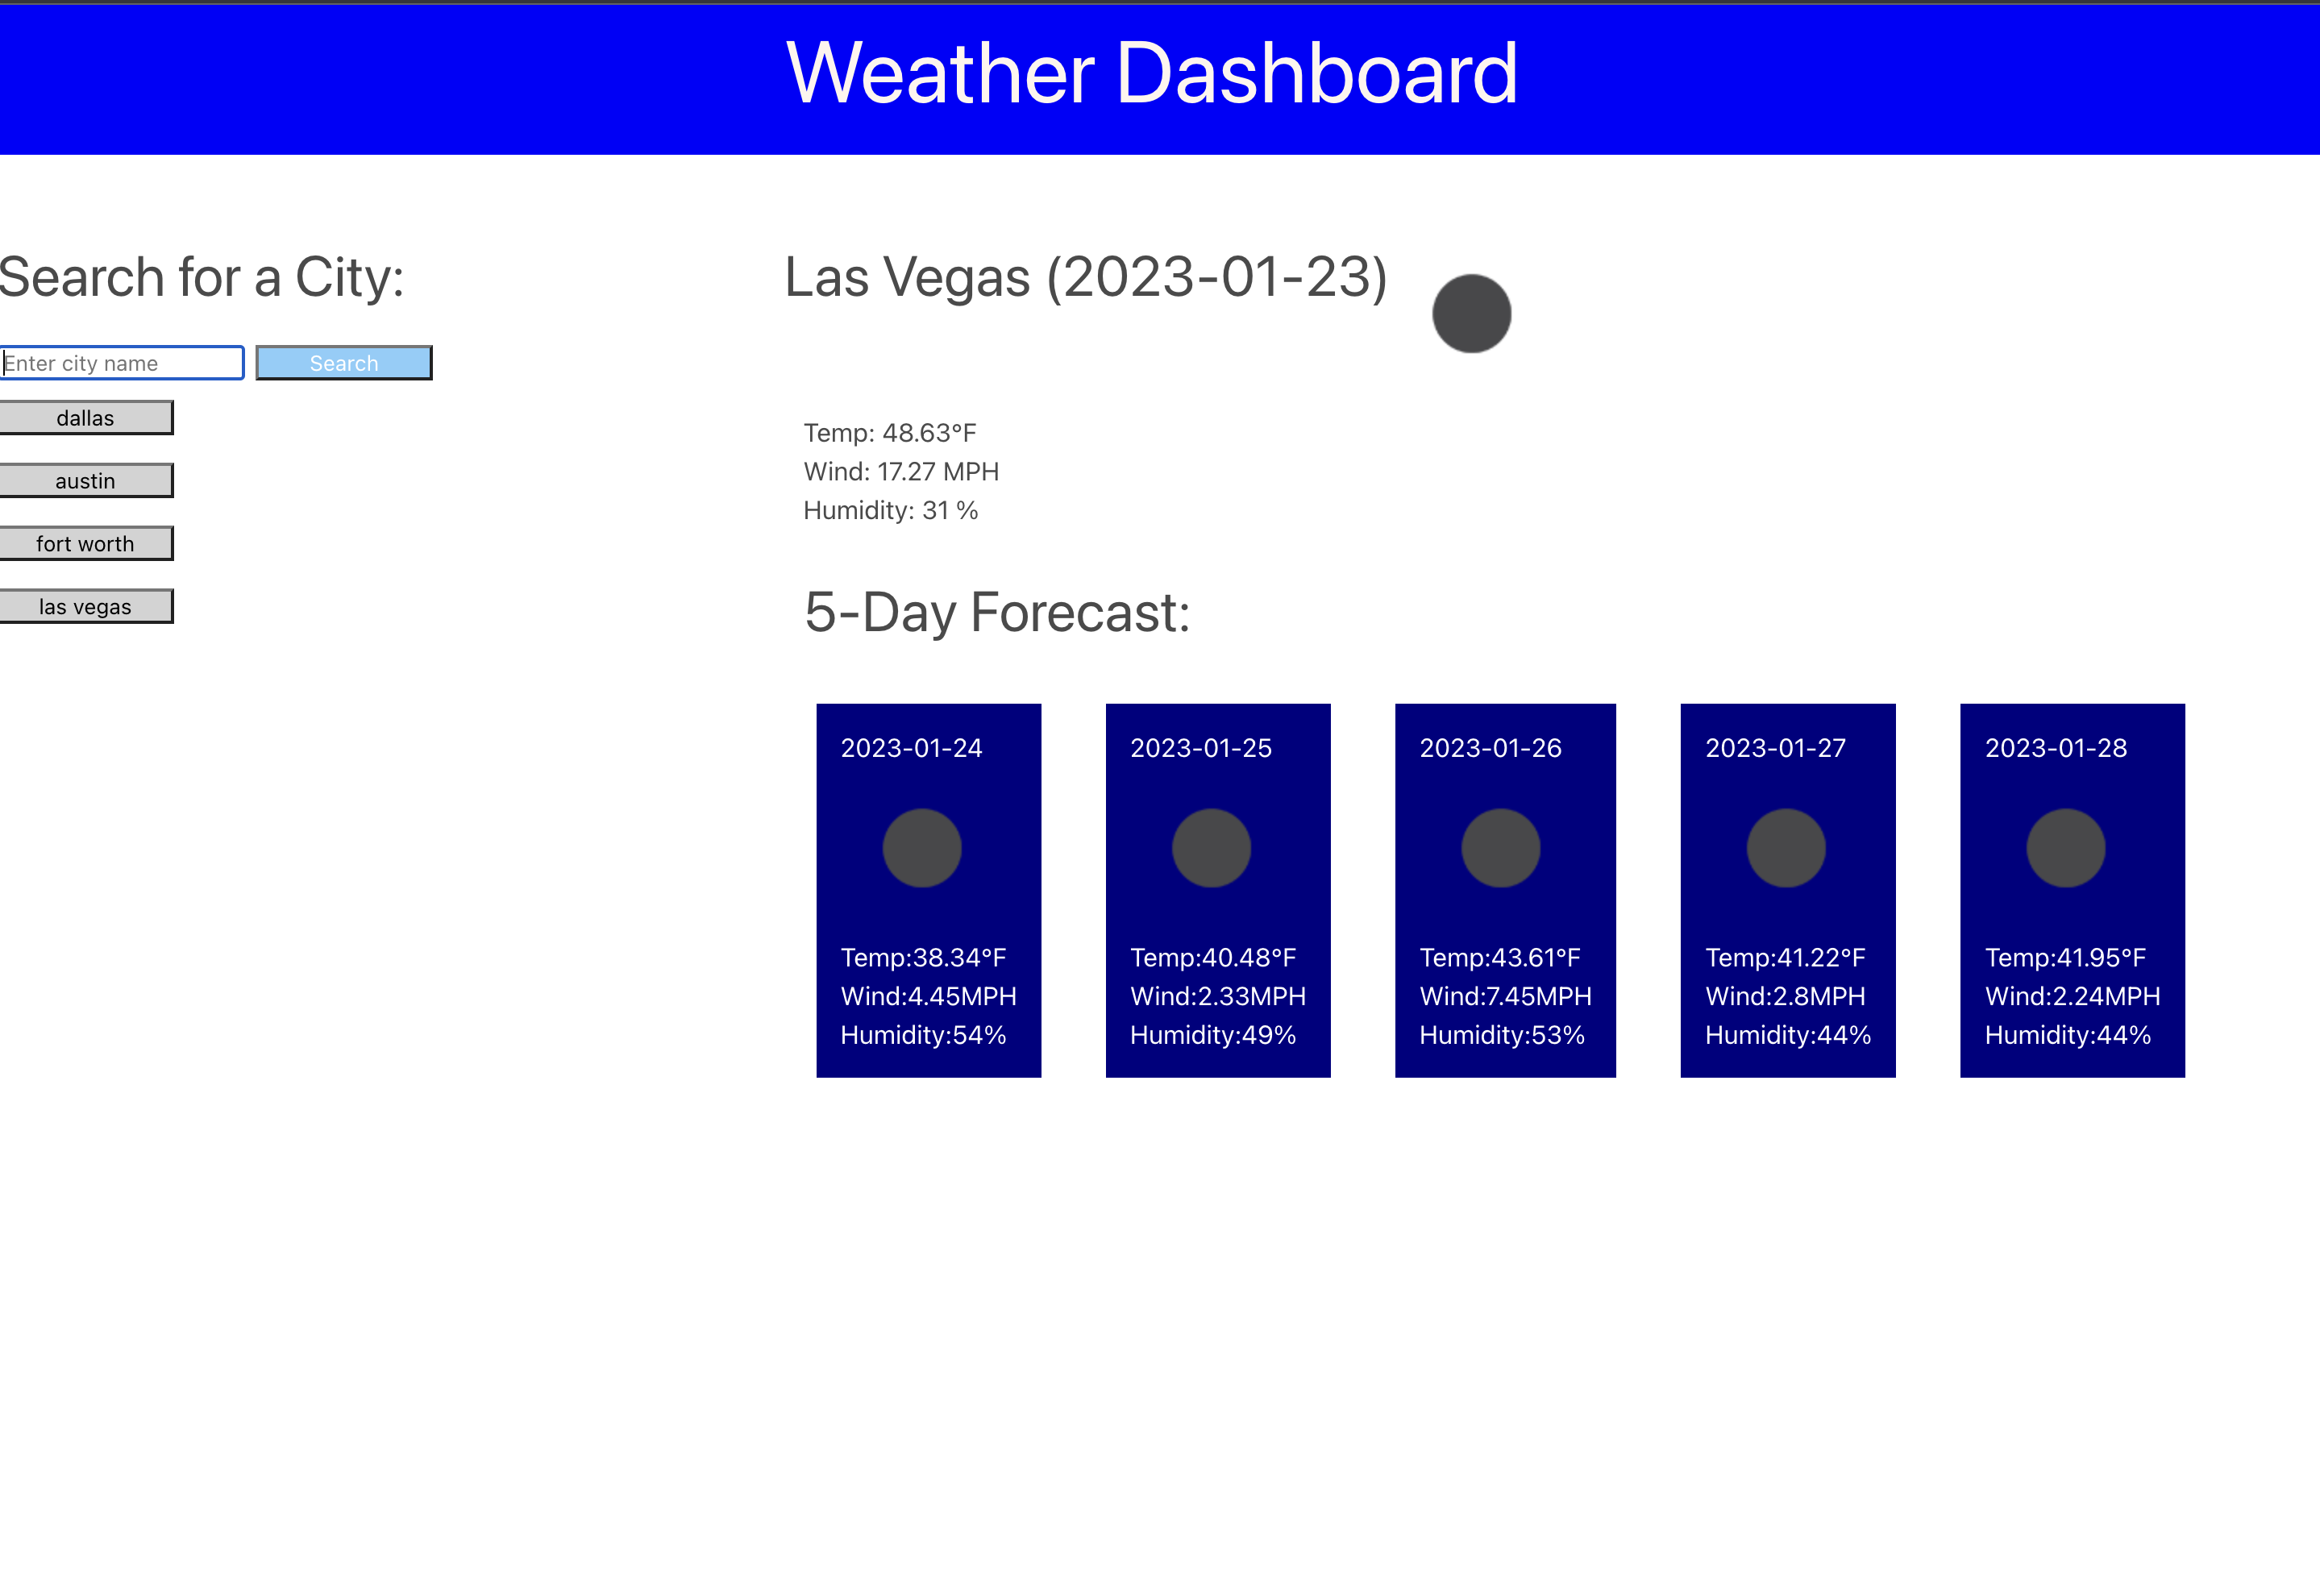 Weather Dashboard
Search for a City:
Enter city name
Search
dallas
austin
fort worth
las vegas
Las Vegas (2023-01-23)
Temp: 48.63°F
Wind: 17.27 MPH
Humidity: 31 %
5-Day Forecast:
2023-01-24
Temp:38.34°F
Wind:4.45MPH
Humidity:54%
2023-01-25
Temp:40.48°F
Wind:2.33MPH
Humidity:49%
2023-01-26
Temp:43.61°F
Wind:7.45MPH
Humidity:53%
2023-01-27
Temp:41.22°F
Wind:2.8MPH
Humidity:44%
2023-01-28
Temp:41.95°F
Wind:2.24MPH
Humidity:44%